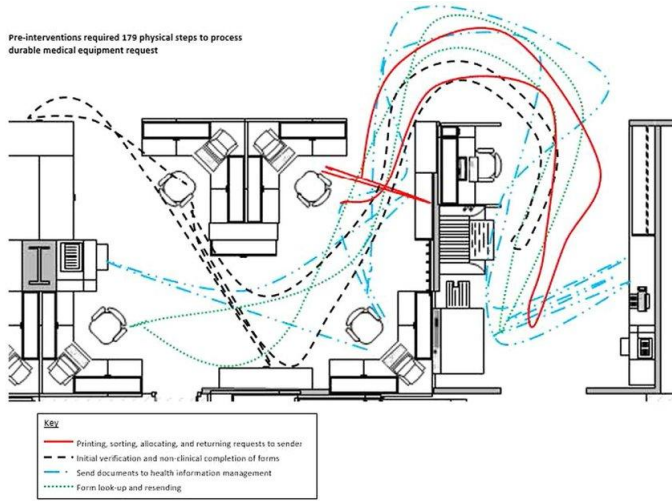 Pre-interventions required 179 physical steps to process
durable medical equipment request
Key
Printing, sorting, allocating, and returning requests to sender
Initial verification and non-clinical completion of forms
Send documents to health information management
Form look-up and resending